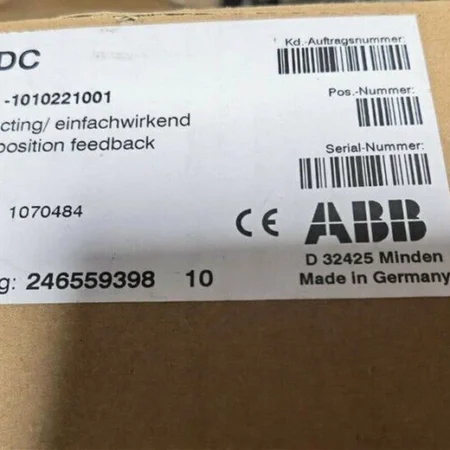 DC
Kd.-Auftragsnummer:
-1010221001
Pos.-Nummer:
cting/ einfachwirkend
position feedback
Serial-Nummer:
1070484
CE ABB
D 32425 Minden
g: 246559398 10
Made in Germany